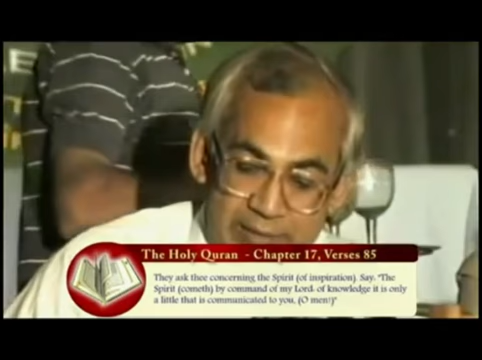 The Holy Quran - Chapter 17, Verses 85
They ask thee concerning the Spirit (of inspiration). Say: "The
Spirit (cometh) by command of my Lord: of knowledge it is only
a little that is communicated to you, (O men!)"